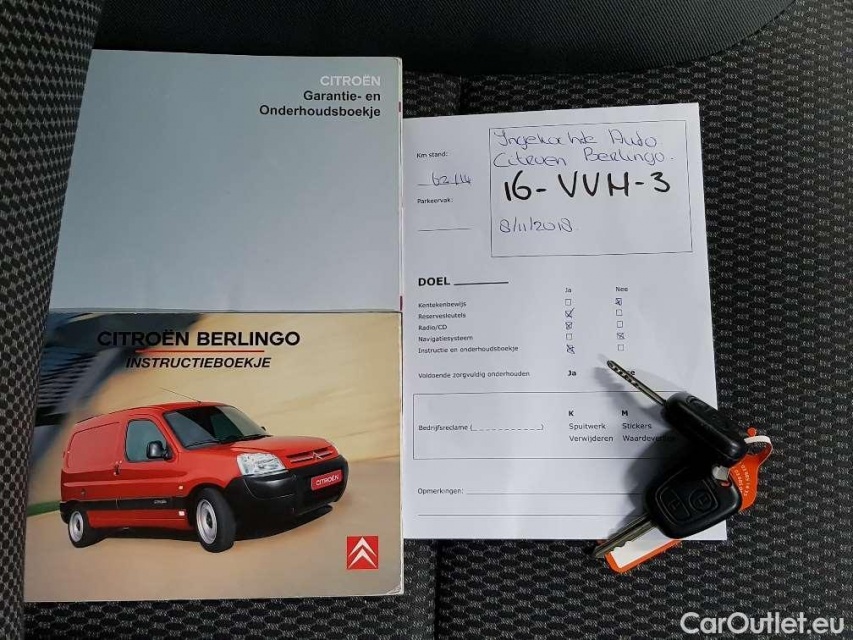 CITROËN
Garantie- en
Onderhoudsboekje
CITROËN BERLINGO
INSTRUCTIEBOEKJE
Km stand:
Parkeervak:
Ingekochte Auto
Citroen Berlingo.
16-VVH-3
8/11/2018
DOEL
Ja Nee
Kentekenbewijs
Reservesleutels
Radio/CD
Navigatiesysteem
Instructie en onderhoudsboekje
Voldoende zorgvuldig onderhouden Ja
Bedrijfsreclame (
K M
Spuitwerk Stickers
Verwijderen
Opmerkingen:
CarOutlet.eu